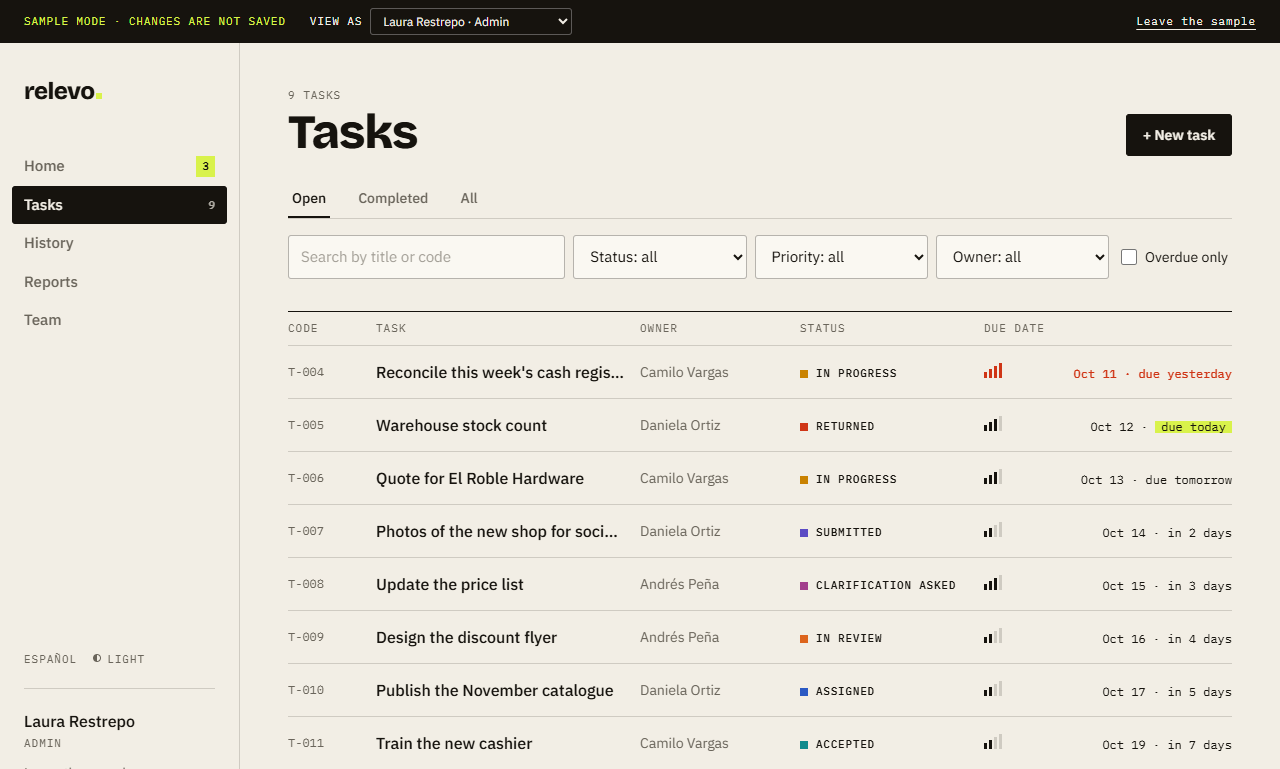 SAMPLE MODE · CHANGES ARE NOT SAVED VIEW AS Laura Restrepo · Admin Leave the sample
relevo.
Home 3
Tasks 9
History
Reports
Team
ESPAÑOL LIGHT
Laura Restrepo
ADMIN
9 TASKS
Tasks
+ New task
Open Completed All
Search by title or code Status: all Priority: all Owner: all Overdue only
CODE TASK OWNER STATUS DUE DATE
T-004 Reconcile this week's cash regis… Camilo Vargas IN PROGRESS Oct 11 · due yesterday
T-005 Warehouse stock count Daniela Ortiz RETURNED Oct 12 · due today
T-006 Quote for El Roble Hardware Camilo Vargas IN PROGRESS Oct 13 · due tomorrow
T-007 Photos of the new shop for soci… Daniela Ortiz SUBMITTED Oct 14 · in 2 days
T-008 Update the price list Andrés Peña CLARIFICATION ASKED Oct 15 · in 3 days
T-009 Design the discount flyer Andrés Peña IN REVIEW Oct 16 · in 4 days
T-010 Publish the November catalogue Daniela Ortiz ASSIGNED Oct 17 · in 5 days
T-011 Train the new cashier Camilo Vargas ACCEPTED Oct 19 · in 7 days